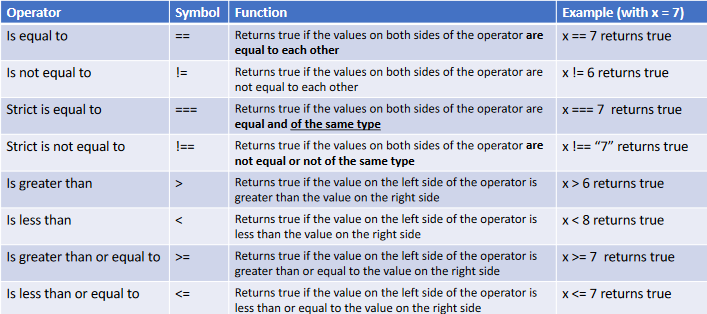 Operator Symbol Function Example (with x = 7)
Is equal to == Returns true if the values on both sides of the operator are x == 7 returns true
equal to each other
Is not equal to != Returns true if the values on both sides of the operator are x != 6 returns true
not equal to each other
Strict is equal to === Returns true if the values on both sides of the operator are x === 7 returns true
equal and of the same type
Strict is not equal to !== Returns true if the values on both sides of the operator are x !== “7” returns true
not equal or not of the same type
Is greater than > Returns true if the value on the left side of the operator is x > 6 returns true
greater than the value on the right side
Is less than < Returns true if the value on the left side of the operator is x < 8 returns true
less than the value on the right side
Is greater than or equal to >= Returns true if the value on the left side of the operator is x >= 7 returns true
greater than or equal to the value on the right side
Is less than or equal to <= Returns true if the value on the left side of the operator is x <= 7 returns true
less than or equal to the value on the right side